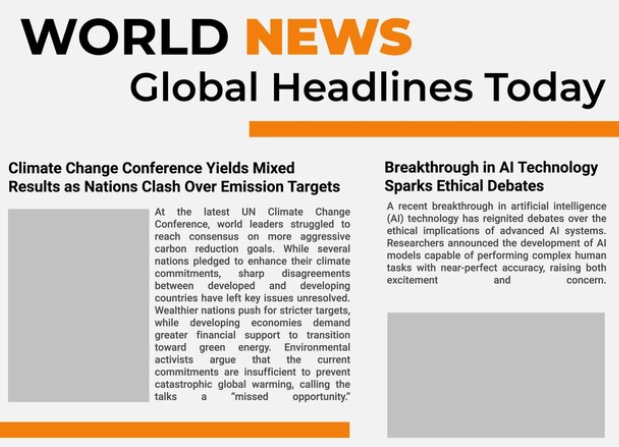 WORLD NEWS
Global Headlines Today
Climate Change Conference Yields Mixed
Results as Nations Clash Over Emission Targets
At the latest UN Climate Change
Conference, world leaders struggled to
reach consensus on more aggressive
carbon reduction goals. While several
nations pledged to enhance their climate
commitments, sharp disagreements
between developed and developing
countries have left key issues unresolved.
Wealthier nations push for stricter targets,
while developing economies demand
greater financial support to transition
toward green energy. Environmental
activists argue that the current
commitments are insufficient to prevent
catastrophic global warming, calling the
talks a “missed opportunity.”
Breakthrough in AI Technology
Sparks Ethical Debates
A recent breakthrough in artificial intelligence
(AI) technology has reignited debates over the
ethical implications of advanced AI systems.
Researchers announced the development of AI
models capable of performing complex human
tasks with near-perfect accuracy, raising both
excitement and concern.